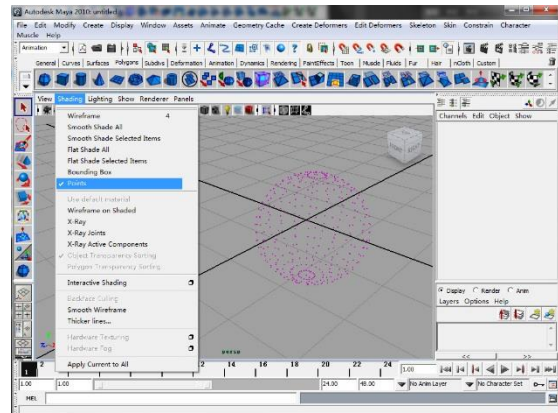 Autodesk Maya 2010: untitled
File Edit Modify Create Display Window Assets Animate Geometry Cache Create Deformers Edit Deformers Skeleton Skin Constrain Character
Muscle Help
Animation
General Curves Surfaces Polygons Subdivs Deformation Animation Dynamics Rendering PaintEffects Toon Muscle Fluids Fur Hair nCloth Custom
View Shading Lighting Show Renderer Panels
Channels Edit Object Show
Wireframe 4
Smooth Shade All
Smooth Shade Selected Items
Flat Shade All
Flat Shade Selected Items
Bounding Box
Points
Use default material
Wireframe on Shaded
X-Ray
X-Ray Joints
X-Ray Active Components
Object Transparency Sorting
Polygon Transparency Sorting
Interactive Shading
Backface Culling
Smooth Wireframe
Thicker lines...
Hardware Texturing
Hardware Fog
Apply Current to All
persp
Display Render Anim
Layers Options Help
2 12 14 16 18 20 22 24
1.00
1.00 1.00 24.00 48.00 No Anim Layer No Character Set
MEL